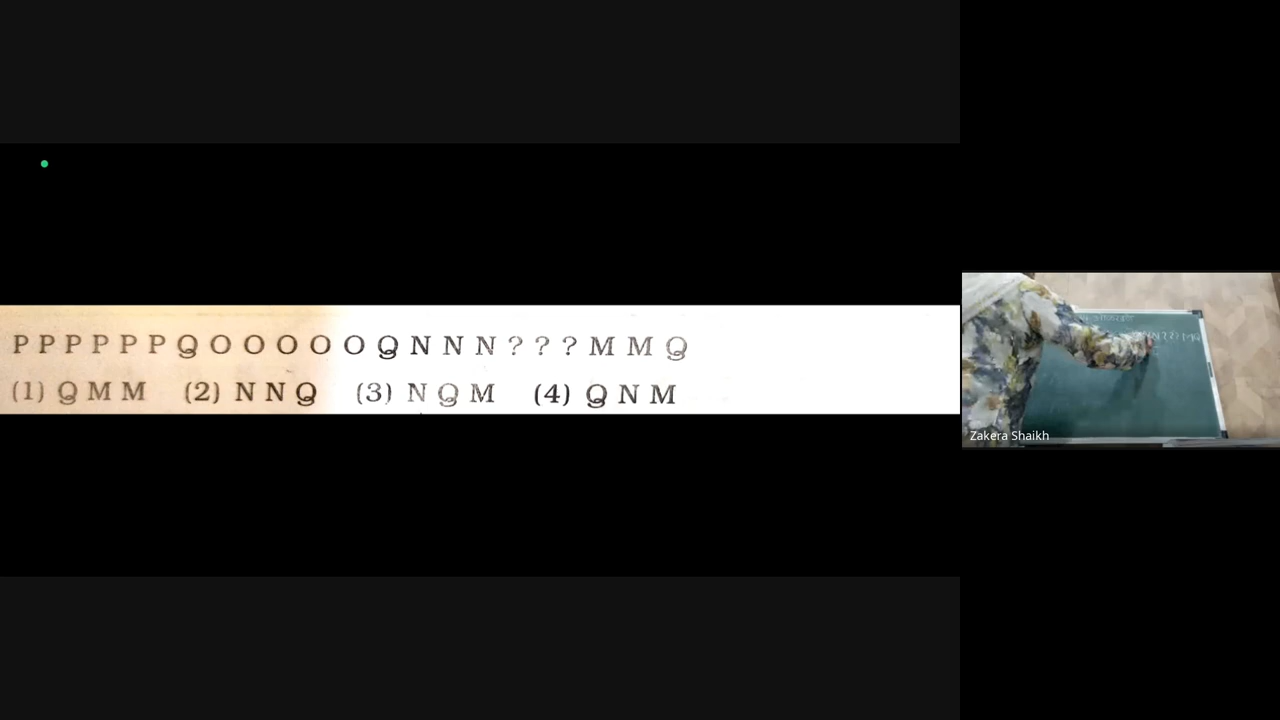 P P P P P P Q O O O O O Q N N N ? ? ? M M Q
(1) Q M M (2) N N Q (3) N Q M (4) Q N M
Zakera Shaikh